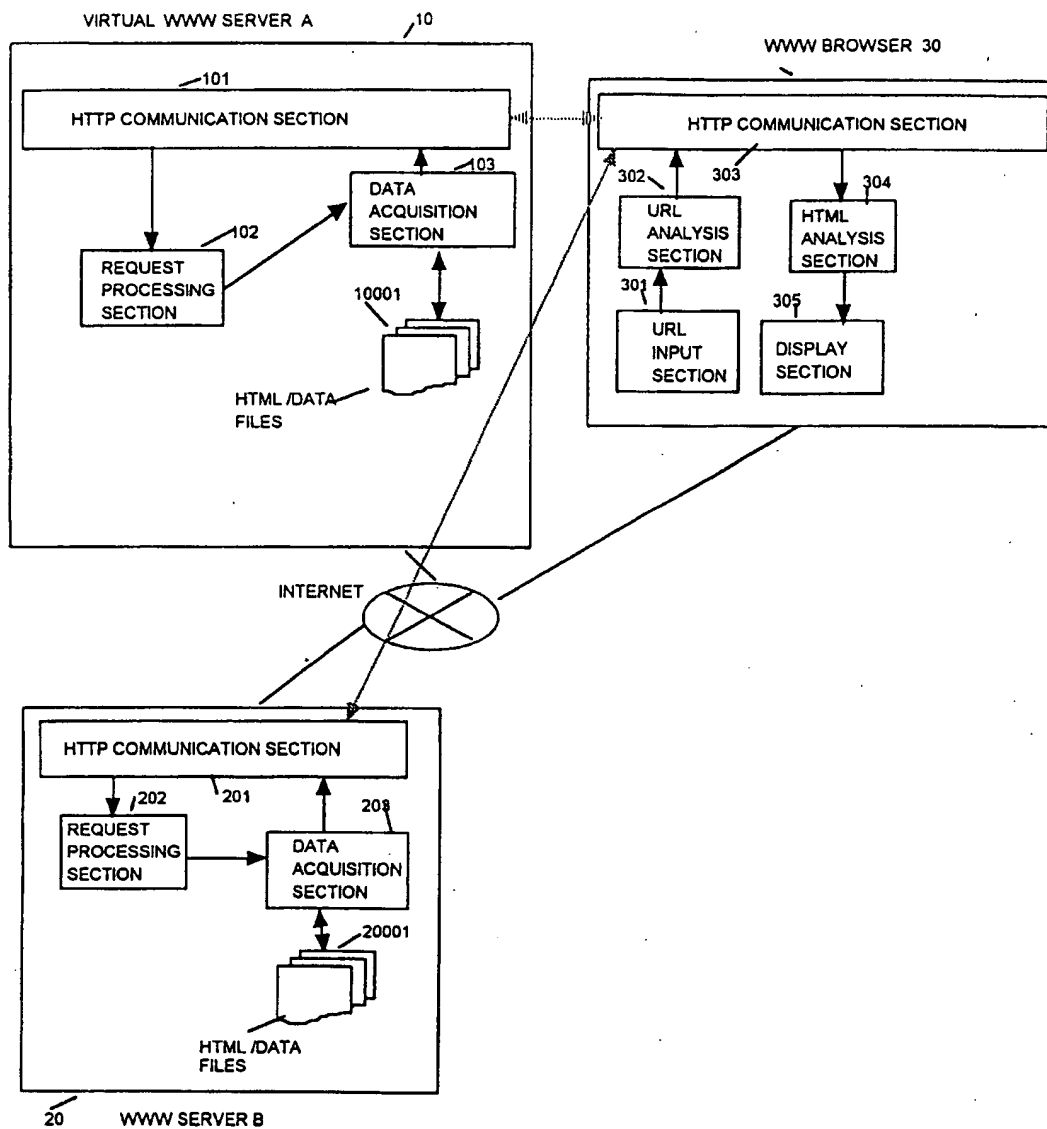 VIRTUAL WWW SERVER A
10
101
HTTP COMMUNICATION SECTION
103
DATA
ACQUISITION
SECTION
102
REQUEST
PROCESSING
SECTION
10001
HTML /DATA
FILES
WWW BROWSER 30
HTTP COMMUNICATION SECTION
303
302
URL
ANALYSIS
SECTION
304
HTML
ANALYSIS
SECTION
301
URL
INPUT
SECTION
305
DISPLAY
SECTION
INTERNET
HTTP COMMUNICATION SECTION
201
202
REQUEST
PROCESSING
SECTION
203
DATA
ACQUISITION
SECTION
20001
HTML /DATA
FILES
20
WWW SERVER B